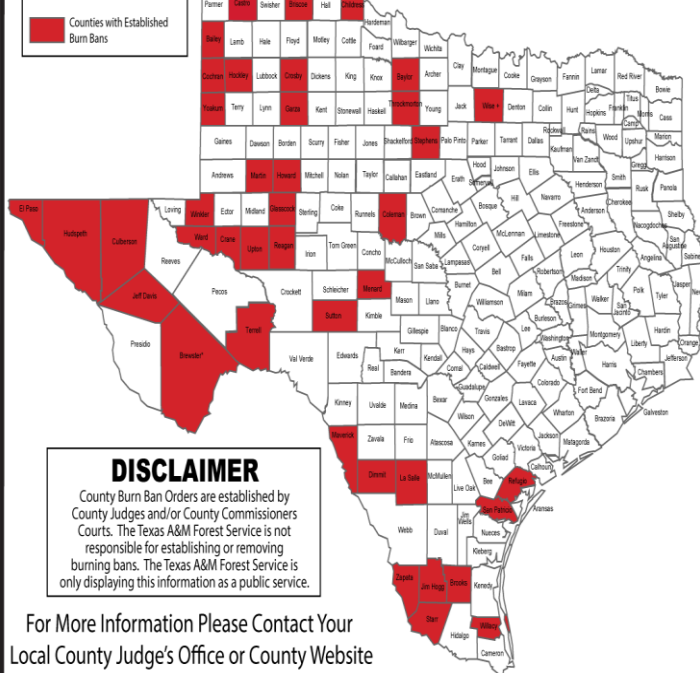 Counties with Established
Burn Bans
Parmer Castro Swisher Briscoe Hall Childress
Hardeman
Bailey Lamb Hale Floyd Motley Cottle Foard Wilbarger Wichita
Clay Montague Cooke Grayson Fannin Lamar Red River Bowie
Cochran Hockley Lubbock Crosby Dickens King Knox Baylor Archer
Delta Titus Franklin Morris Cass
Yoakum Terry Lynn Garza Kent Stonewall Haskell Throckmorton Young Jack Wise + Denton Collin Hunt Hopkins Camp
Rockwall Rains Wood Upshur Marion
Gaines Dawson Borden Scurry Fisher Jones Shackelford Stephens Palo Pinto Parker Tarrant Dallas Kaufman Van Zandt Gregg Harrison
Andrews Martin Howard Mitchell Nolan Taylor Callahan Eastland Erath Hood Somervell Johnson Ellis Henderson Smith Rusk Panola
El Paso Hudspeth Culberson Loving Winkler Ector Midland Glasscock Sterling Coke Runnels Coleman Brown Comanche Bosque Hill Navarro Anderson Cherokee Shelby
Hamilton Freestone Nacogdoches
Mills McLennan Limestone San Augustine
Reeves Ward Crane Upton Reagan Irion Tom Green Concho McCulloch San Saba Lampasas Coryell Falls Leon Houston Angelina Sabine
Bell Robertson Madison Trinity
Jeff Davis Pecos Crockett Schleicher Menard Mason Llano Burnet Williamson Milam Brazos Grimes Walker San Jacinto Polk Tyler Jasper
Presidio Brewster* Terrell Sutton Kimble Gillespie Blanco Travis Lee Burleson Washington Montgomery Liberty Hardin Orange
Val Verde Edwards Kerr Kendall Hays Bastrop Fayette Austin Waller Harris Jefferson
Real Bandera Comal Caldwell Chambers
Guadalupe Colorado Fort Bend
Kinney Uvalde Medina Bexar Gonzales Lavaca Wharton Brazoria Galveston
Wilson DeWitt
Maverick Zavala Frio Atascosa Karnes Victoria Jackson Matagorda
Goliad Calhoun
Dimmit La Salle McMullen Live Oak Bee Refugio
San Patricio Aransas
Webb Duval Jim Wells Nueces
Kleberg
Zapata Jim Hogg Brooks Kenedy
Starr Hidalgo Willacy
Cameron
DISCLAIMER
County Burn Ban Orders are established by
County Judges and/or County Commissioners
Courts. The Texas A&M Forest Service is not
responsible for establishing or removing
burning bans. The Texas A&M Forest Service is
only displaying this information as a public service.
For More Information Please Contact Your
Local County Judge's Office or County Website